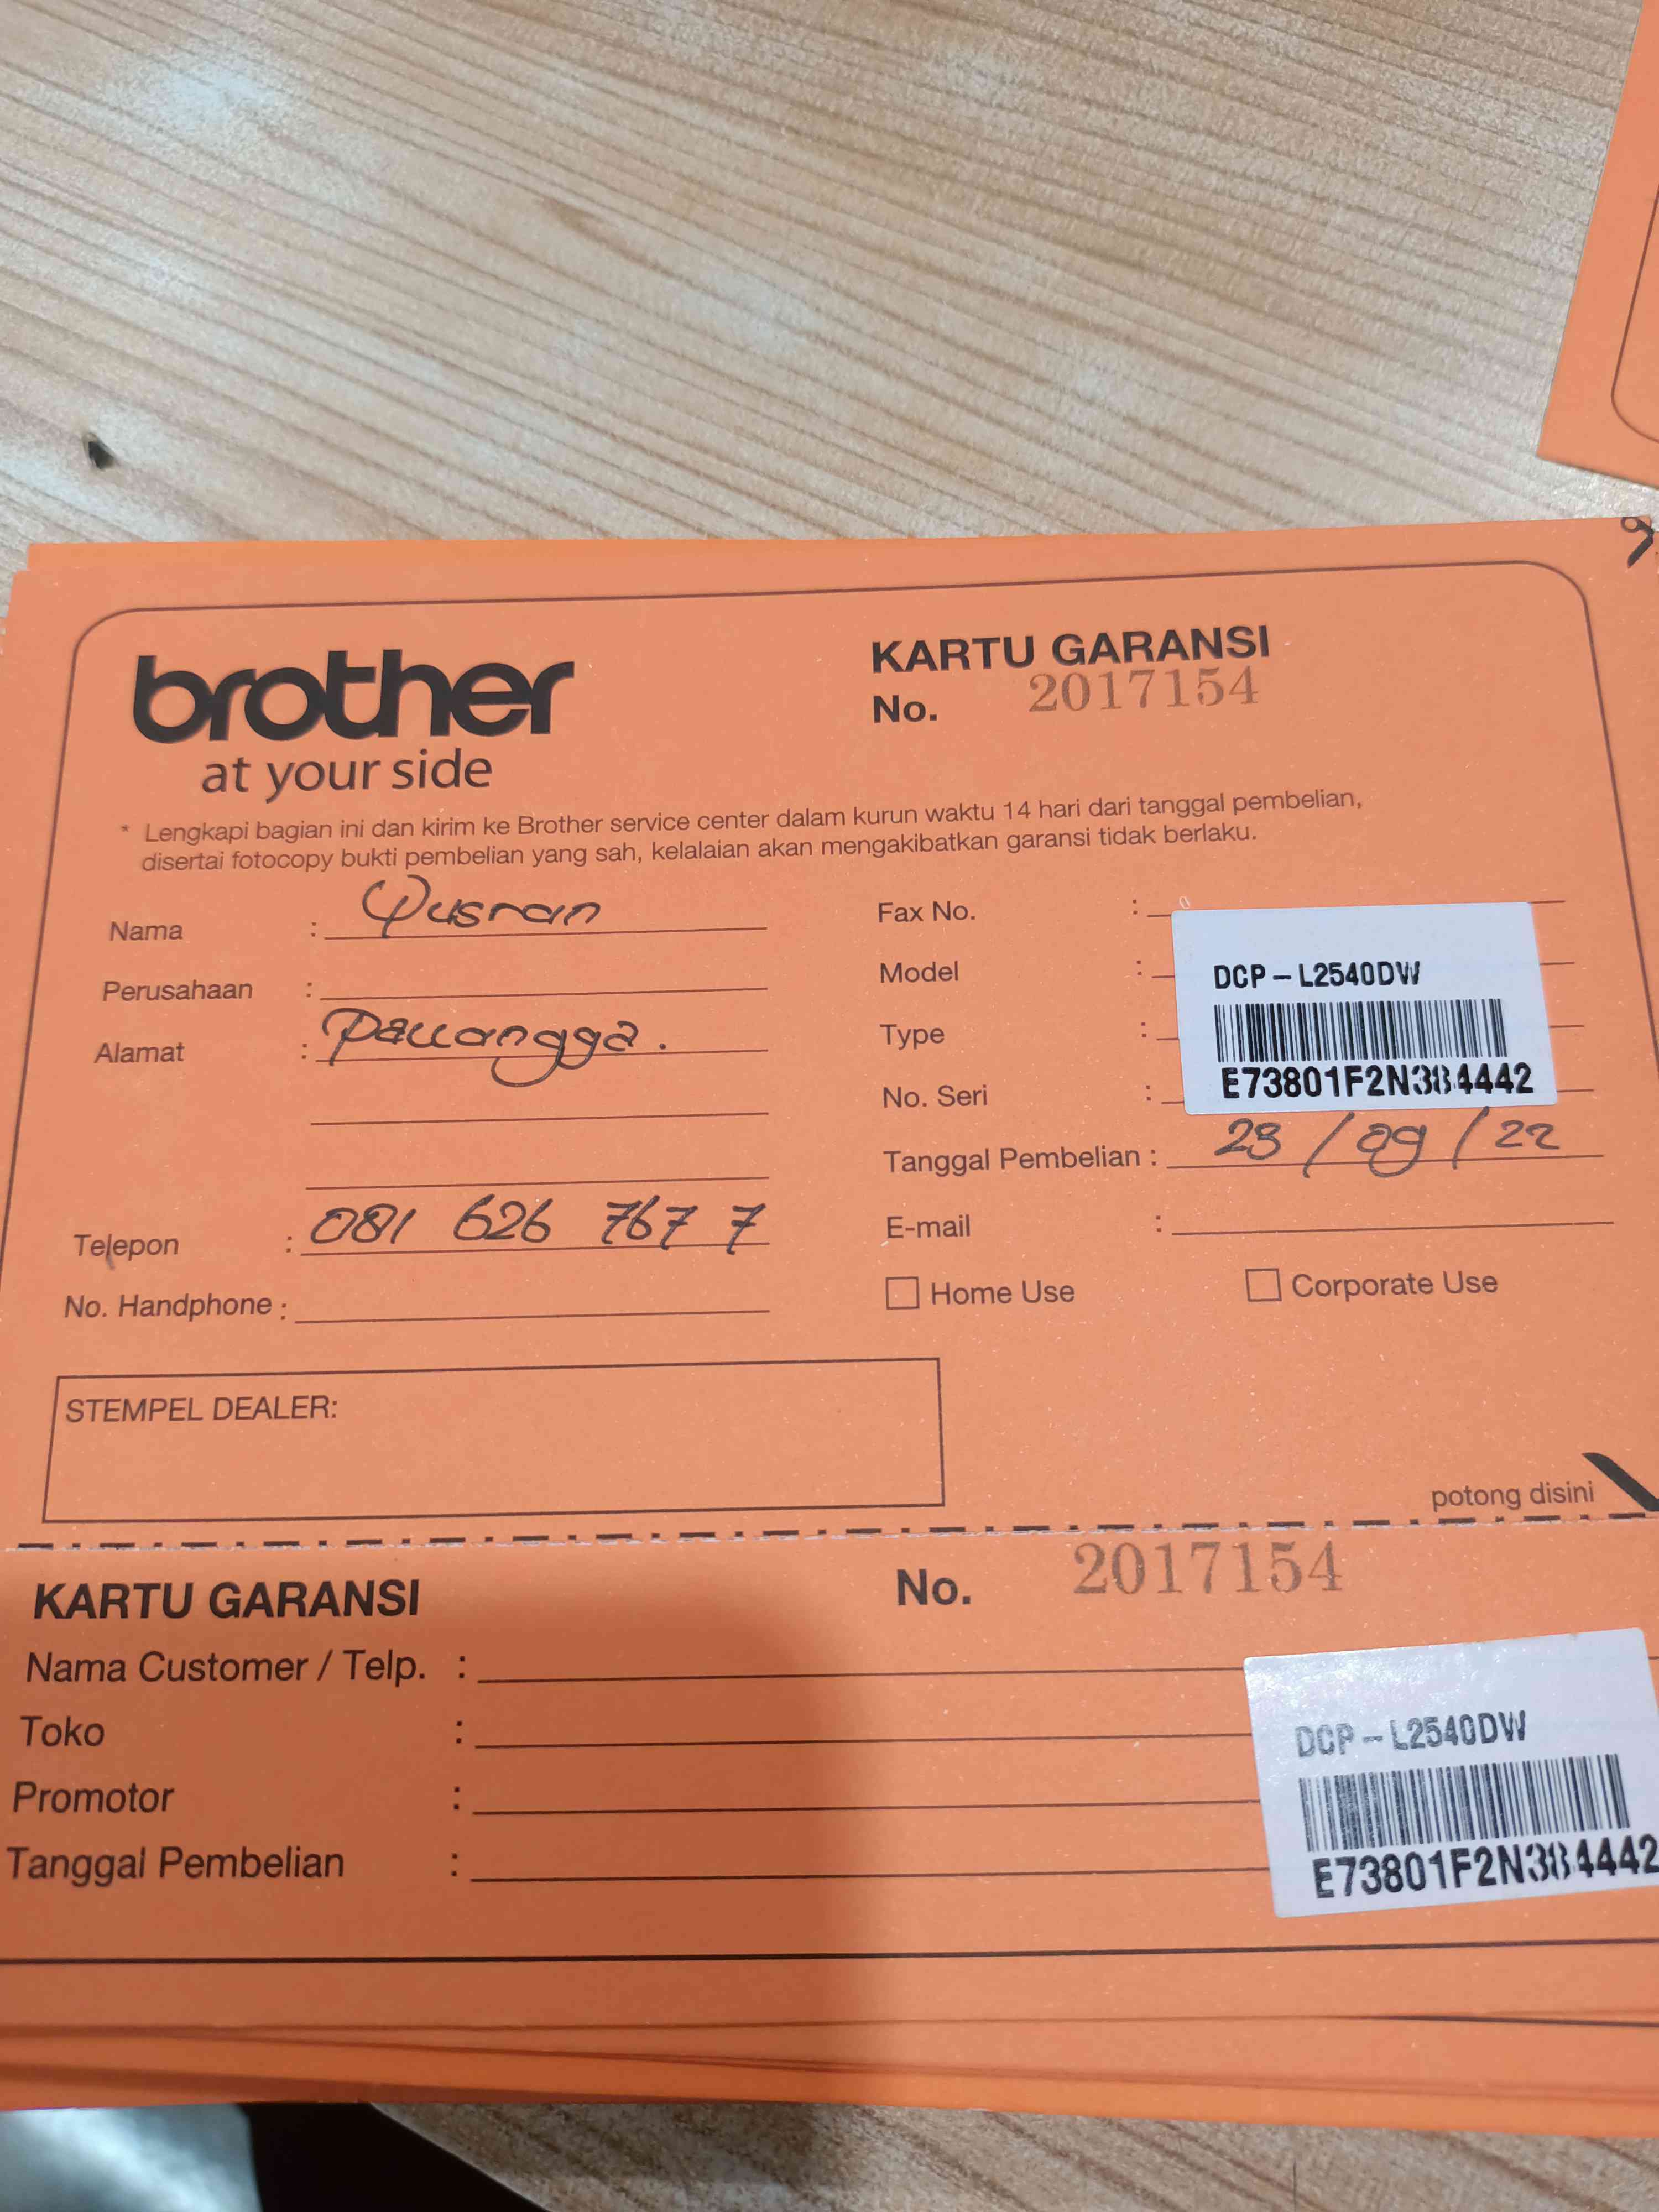 brother
at your side
KARTU GARANSI
No. 2017154
* Lengkapi bagian ini dan kirim ke Brother service center dalam kurun waktu 14 hari dari tanggal pembelian,
disertai fotocopy bukti pembelian yang sah, kelalaian akan mengakibatkan garansi tidak berlaku.
Nama : Yusran
Perusahaan :
Alamat : Pallangga.
Telepon : 081 626 767 7
No. Handphone :
Fax No. :
Model : DCP-L2540DW
Type :
No. Seri : E73801F2N384442
Tanggal Pembelian : 23 / 09 / 22
E-mail :
Home Use
Corporate Use
STEMPEL DEALER:
potong disini
KARTU GARANSI
No. 2017154
Nama Customer / Telp. :
Toko :
Promotor :
Tanggal Pembelian :
DCP-L2540DW
E73801F2N384442